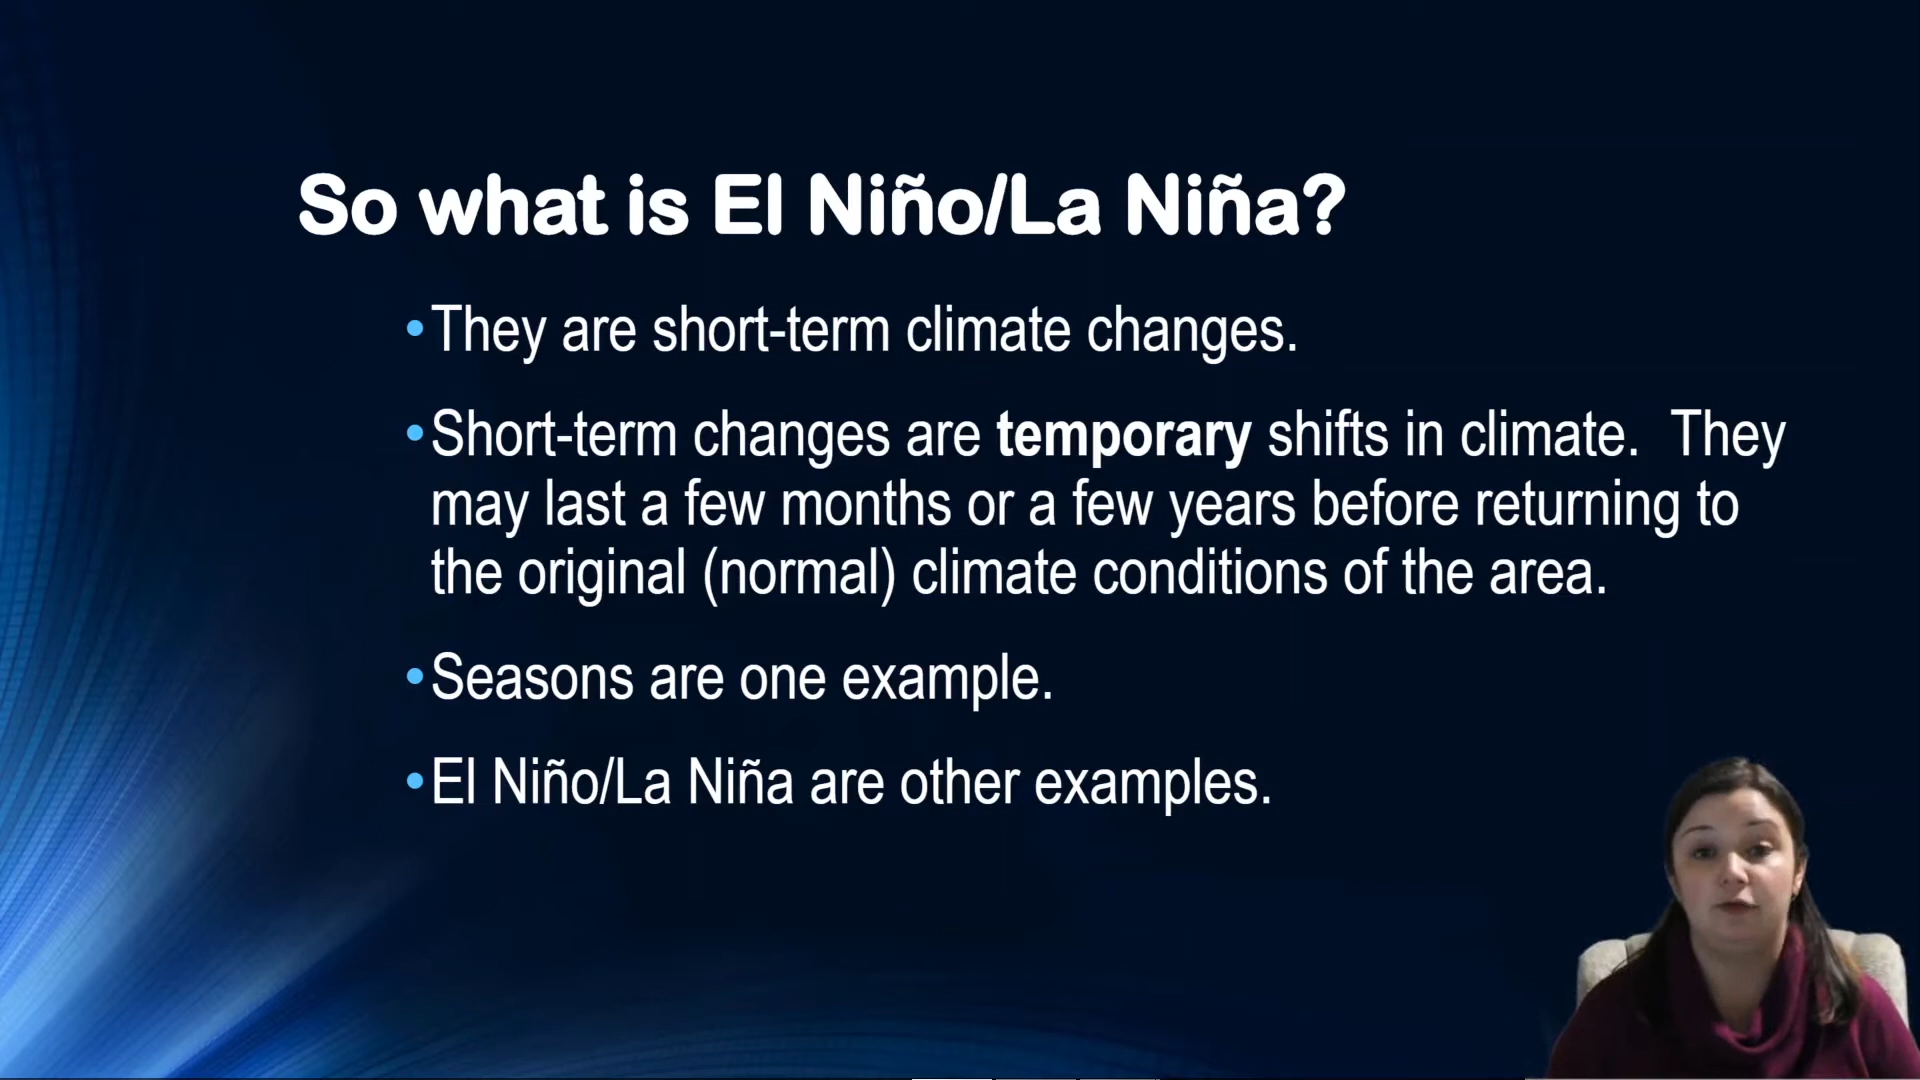 So what is El Niño/La Niña?
•They are short-term climate changes.
•Short-term changes are temporary shifts in climate.  They
may last a few months or a few years before returning to
the original (normal) climate conditions of the area.
•Seasons are one example.
•El Niño/La Niña are other examples.